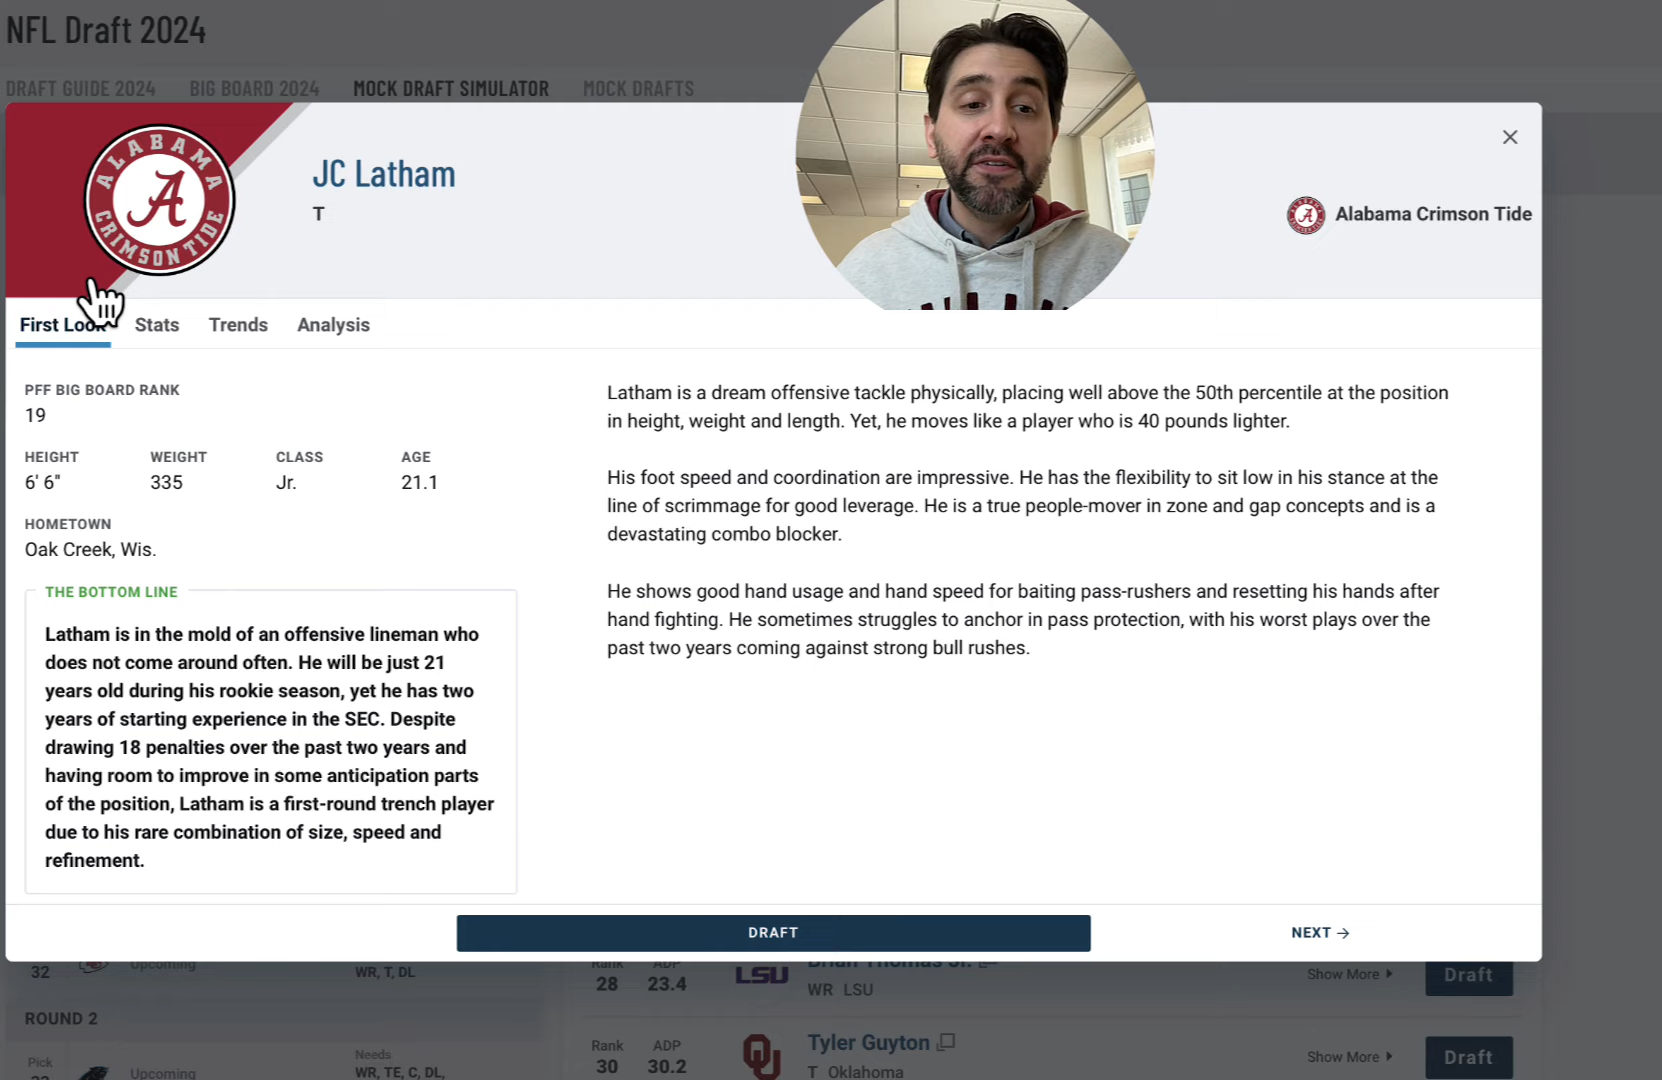 NFL Draft 2024
DRAFT GUIDE 2024
BIG BOARD 2024
MOCK DRAFT SIMULATOR
MOCK DRAFTS
ALABAMA
A
CRIMSON TIDE
JC Latham
T
Alabama Crimson Tide
First Look
Stats
Trends
Analysis
PFF BIG BOARD RANK
19
HEIGHT WEIGHT CLASS AGE
6' 6" 335 Jr. 21.1
HOMETOWN
Oak Creek, Wis.
THE BOTTOM LINE
Latham is in the mold of an offensive lineman who
does not come around often. He will be just 21
years old during his rookie season, yet he has two
years of starting experience in the SEC. Despite
drawing 18 penalties over the past two years and
having room to improve in some anticipation parts
of the position, Latham is a first-round trench player
due to his rare combination of size, speed and
refinement.
Latham is a dream offensive tackle physically, placing well above the 50th percentile at the position
in height, weight and length. Yet, he moves like a player who is 40 pounds lighter.
His foot speed and coordination are impressive. He has the flexibility to sit low in his stance at the
line of scrimmage for good leverage. He is a true people-mover in zone and gap concepts and is a
devastating combo blocker.
He shows good hand usage and hand speed for baiting pass-rushers and resetting his hands after
hand fighting. He sometimes struggles to anchor in pass protection, with his worst plays over the
past two years coming against strong bull rushes.
DRAFT
NEXT →
32
Upcoming
WR, T, DL
ROUND 2
Pick
Upcoming
Needs
WR, TE, C, DL,
Rank ADP
28 23.4
LSU
Brian Thomas Jr.
WR LSU
Show More
Draft
Rank ADP
30 30.2
OU
Tyler Guyton
T Oklahoma
Show More
Draft